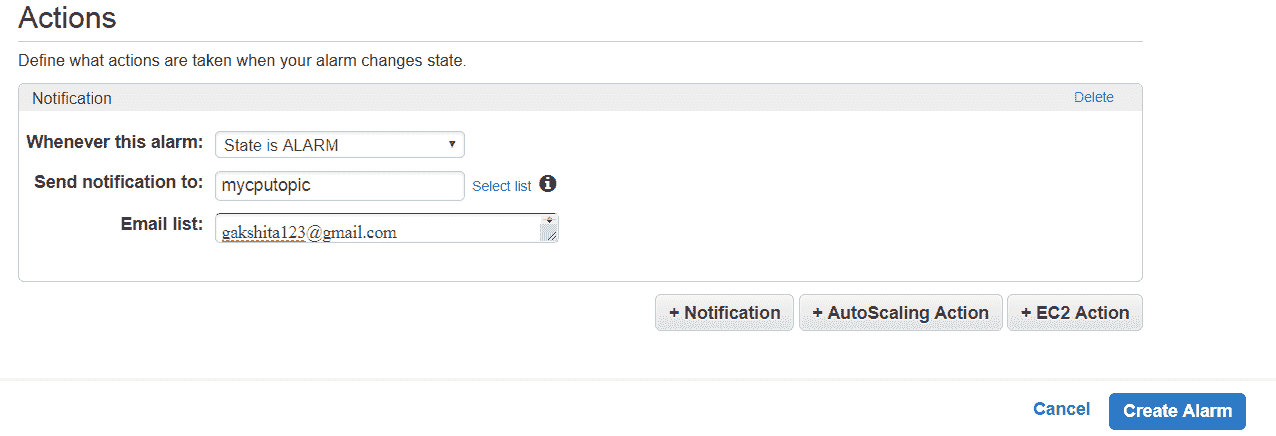 Actions
Define what actions are taken when your alarm changes state.
Notification Delete
Whenever this alarm: State is ALARM
Send notification to: mycputopic Select list
Email list: gakshita123@gmail.com
+ Notification + AutoScaling Action + EC2 Action
Cancel Create Alarm